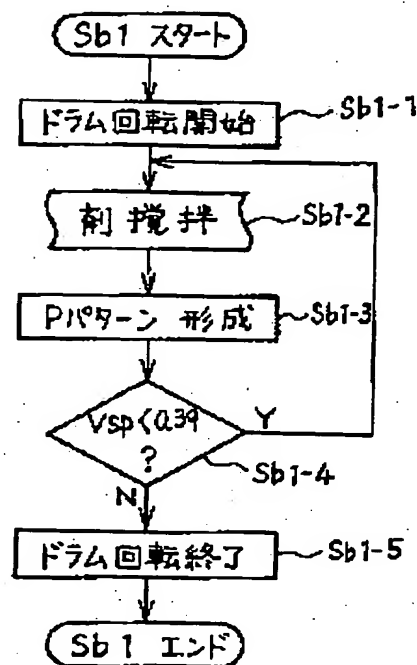 Sb1 スタート
ドラム回転開始
Sb1-1
剤攪拌
Sb1-2
Pパターン 形成
Sb1-3
Vsp<0.39
?
Y
Sb1-4
N
ドラム回転終了
Sb1-5
Sb1 エンド